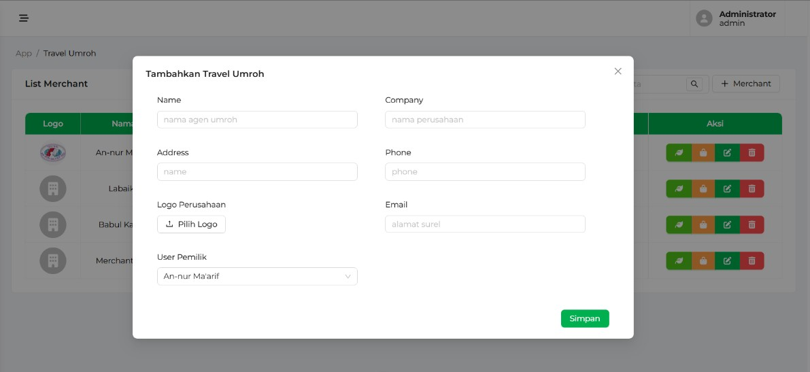 Administrator
admin
App / Travel Umroh
List Merchant
Merchant
Tambahkan Travel Umroh
Name
Company
nama agen umroh
nama perusahaan
Address
Phone
name
phone
Logo Perusahaan
Email
Pilih Logo
alamat surel
User Pemilik
An-nur Ma'arif
Simpan
Logo
Nam
Aksi
An-nur M
Labaik
Babul Ka
Merchant